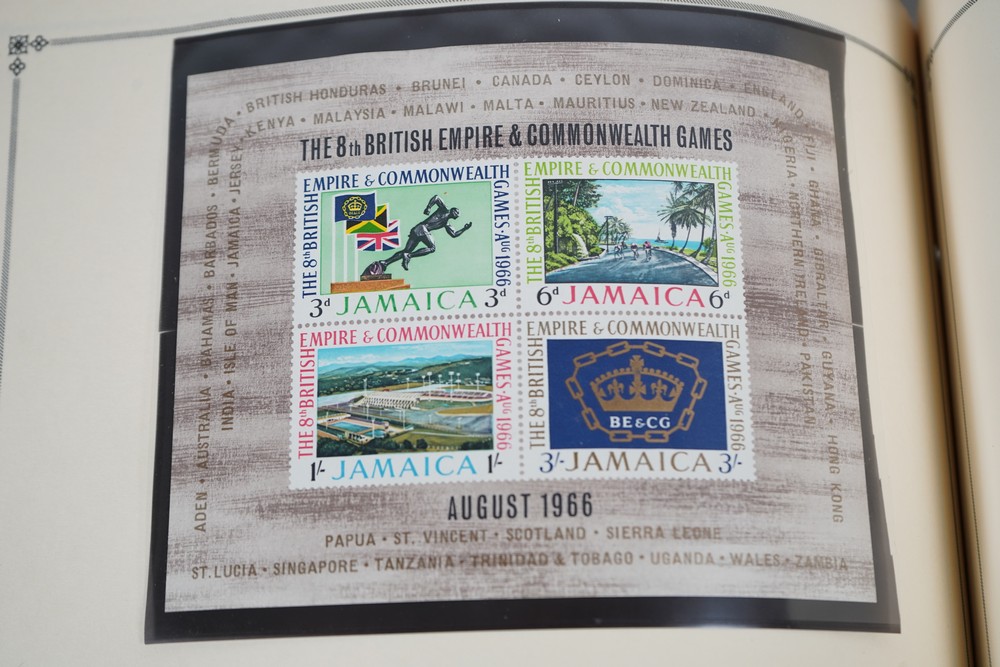 ADEN • AUSTRALIA • BAHAMAS • BARBADOS • BERMUDA • BRITISH HONDURAS • BRUNEI • CANADA • CEYLON • DOMINICA • ENGLAND
FIJI • GHANA • GIBRALTAR • GUYANA • HONG KONG
INDIA • ISLE OF MAN • JAMAICA • JERSEY • KENYA • MALAYSIA • MALAWI • MALTA • MAURITIUS • NEW ZEALAND • NIGERIA • NORTHERN IRELAND • PAKISTAN
THE 8th BRITISH EMPIRE & COMMONWEALTH GAMES
THE 8th BRITISH
EMPIRE & COMMONWEALTH
GAMES • AUG 1966
3d JAMAICA 3d
THE 8th BRITISH
EMPIRE & COMMONWEALTH
GAMES • AUG 1966
6d JAMAICA 6d
THE 8th BRITISH
EMPIRE & COMMONWEALTH
GAMES • AUG 1966
1/- JAMAICA 1/-
THE 8th BRITISH
EMPIRE & COMMONWEALTH
GAMES • AUG 1966
BE & CG
3/- JAMAICA 3/-
AUGUST 1966
PAPUA • ST. VINCENT • SCOTLAND • SIERRA LEONE
ST. LUCIA • SINGAPORE • TANZANIA • TRINIDAD & TOBAGO • UGANDA • WALES • ZAMBIA